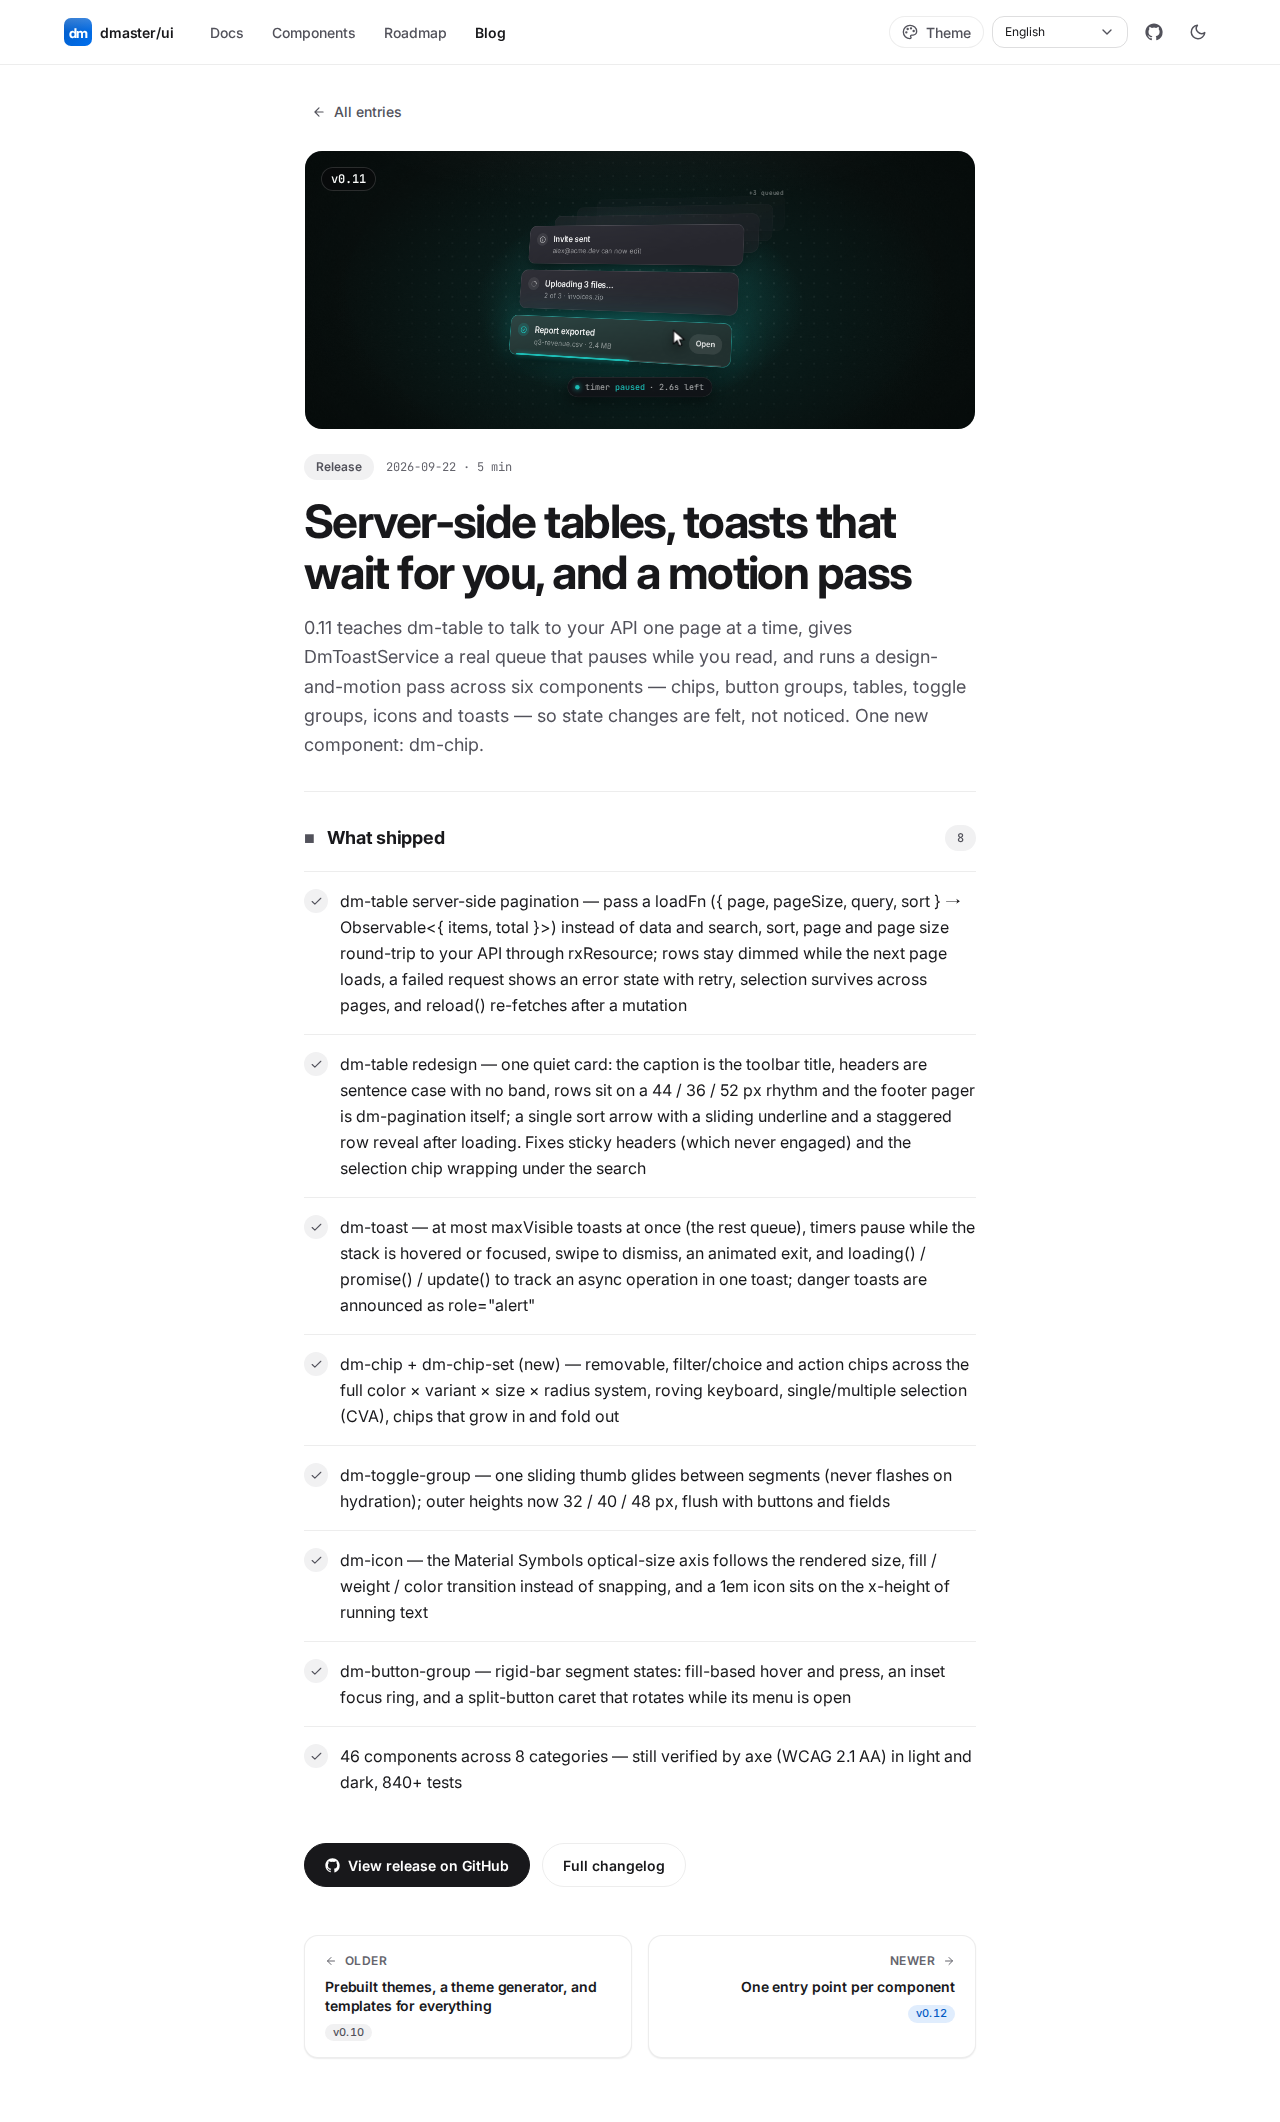 dm dmaster/ui Docs Components Roadmap Blog Theme English
All entries
v0.11
+3 queued
Invite sent
alex@acme.dev can now edit
Uploading 3 files...
2 of 3 · invoices.zip
Report exported
q3-revenue.csv · 2.4 MB
Open
timer paused · 2.6s left
Release 2026-09-22 · 5 min
Server-side tables, toasts that
wait for you, and a motion pass
0.11 teaches dm-table to talk to your API one page at a time, gives
DmToastService a real queue that pauses while you read, and runs a design-
and-motion pass across six components — chips, button groups, tables, toggle
groups, icons and toasts — so state changes are felt, not noticed. One new
component: dm-chip.
What shipped 8
dm-table server-side pagination — pass a loadFn ({ page, pageSize, query, sort } →
Observable<{ items, total }>) instead of data and search, sort, page and page size
round-trip to your API through rxResource; rows stay dimmed while the next page
loads, a failed request shows an error state with retry, selection survives across
pages, and reload() re-fetches after a mutation
dm-table redesign — one quiet card: the caption is the toolbar title, headers are
sentence case with no band, rows sit on a 44 / 36 / 52 px rhythm and the footer pager
is dm-pagination itself; a single sort arrow with a sliding underline and a staggered
row reveal after loading. Fixes sticky headers (which never engaged) and the
selection chip wrapping under the search
dm-toast — at most maxVisible toasts at once (the rest queue), timers pause while the
stack is hovered or focused, swipe to dismiss, an animated exit, and loading() /
promise() / update() to track an async operation in one toast; danger toasts are
announced as role="alert"
dm-chip + dm-chip-set (new) — removable, filter/choice and action chips across the
full color × variant × size × radius system, roving keyboard, single/multiple selection
(CVA), chips that grow in and fold out
dm-toggle-group — one sliding thumb glides between segments (never flashes on
hydration); outer heights now 32 / 40 / 48 px, flush with buttons and fields
dm-icon — the Material Symbols optical-size axis follows the rendered size, fill /
weight / color transition instead of snapping, and a 1em icon sits on the x-height of
running text
dm-button-group — rigid-bar segment states: fill-based hover and press, an inset
focus ring, and a split-button caret that rotates while its menu is open
46 components across 8 categories — still verified by axe (WCAG 2.1 AA) in light and
dark, 840+ tests
View release on GitHub Full changelog
OLDER
Prebuilt themes, a theme generator, and
templates for everything
v0.10
NEWER
One entry point per component
v0.12